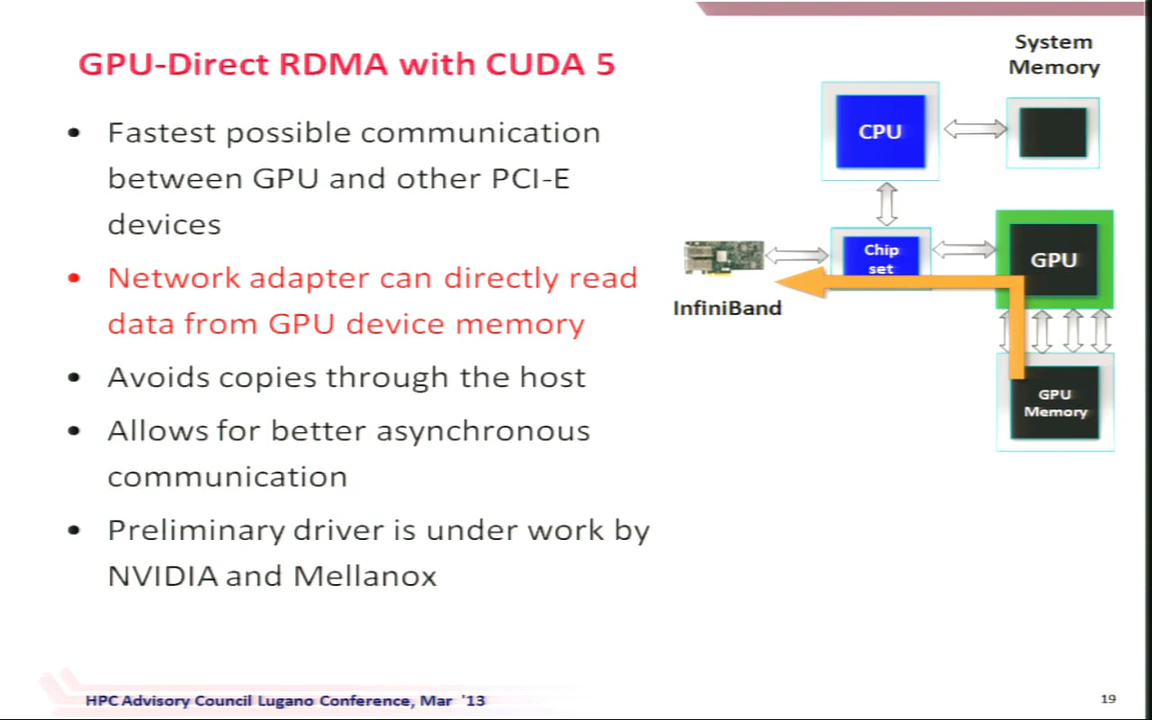 GPU-Direct RDMA with CUDA 5
• Fastest possible communication
between GPU and other PCI-E
devices
• Network adapter can directly read
data from GPU device memory
• Avoids copies through the host
• Allows for better asynchronous
communication
• Preliminary driver is under work by
NVIDIA and Mellanox
System
Memory
CPU
Chip
set
GPU
InfiniBand
GPU
Memory
HPC Advisory Council Lugano Conference, Mar '13
19